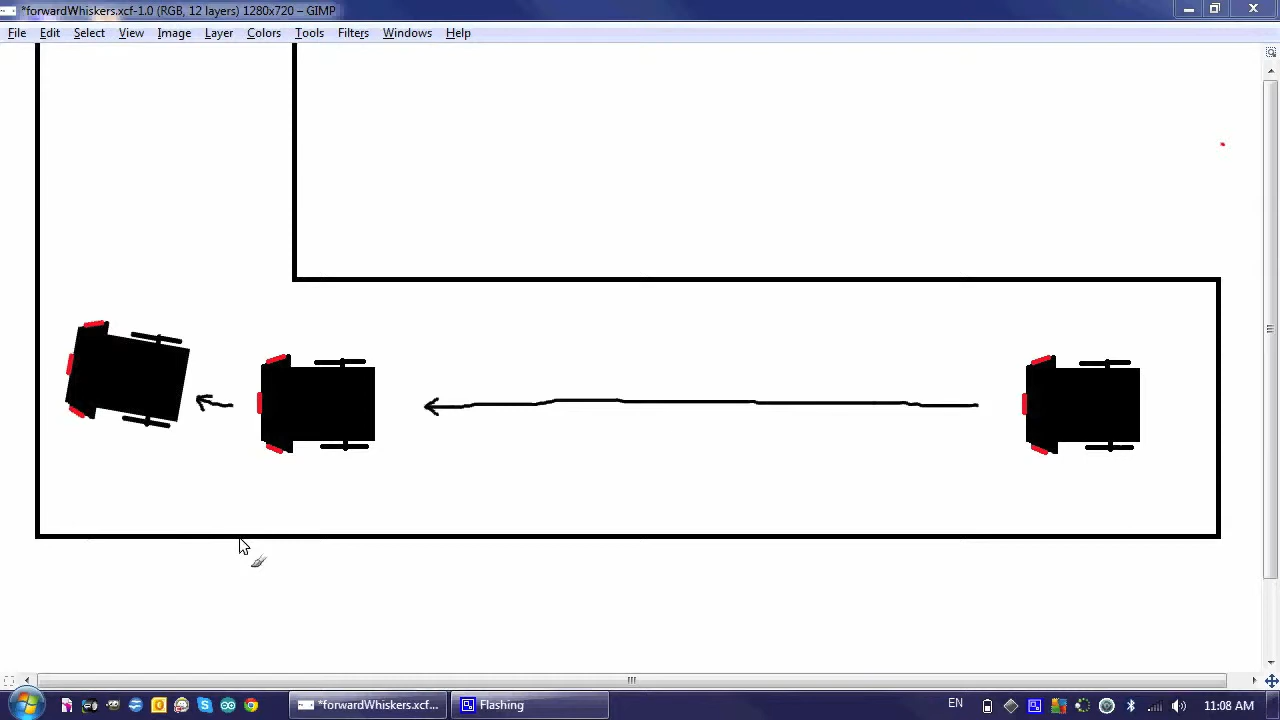 *forwardWhiskers.xcf-1.0 (RGB, 12 layers) 1280x720 – GIMP
File Edit Select View Image Layer Colors Tools Filters Windows Help
*forwardWhiskers.xcf... Flashing EN 11:08 AM